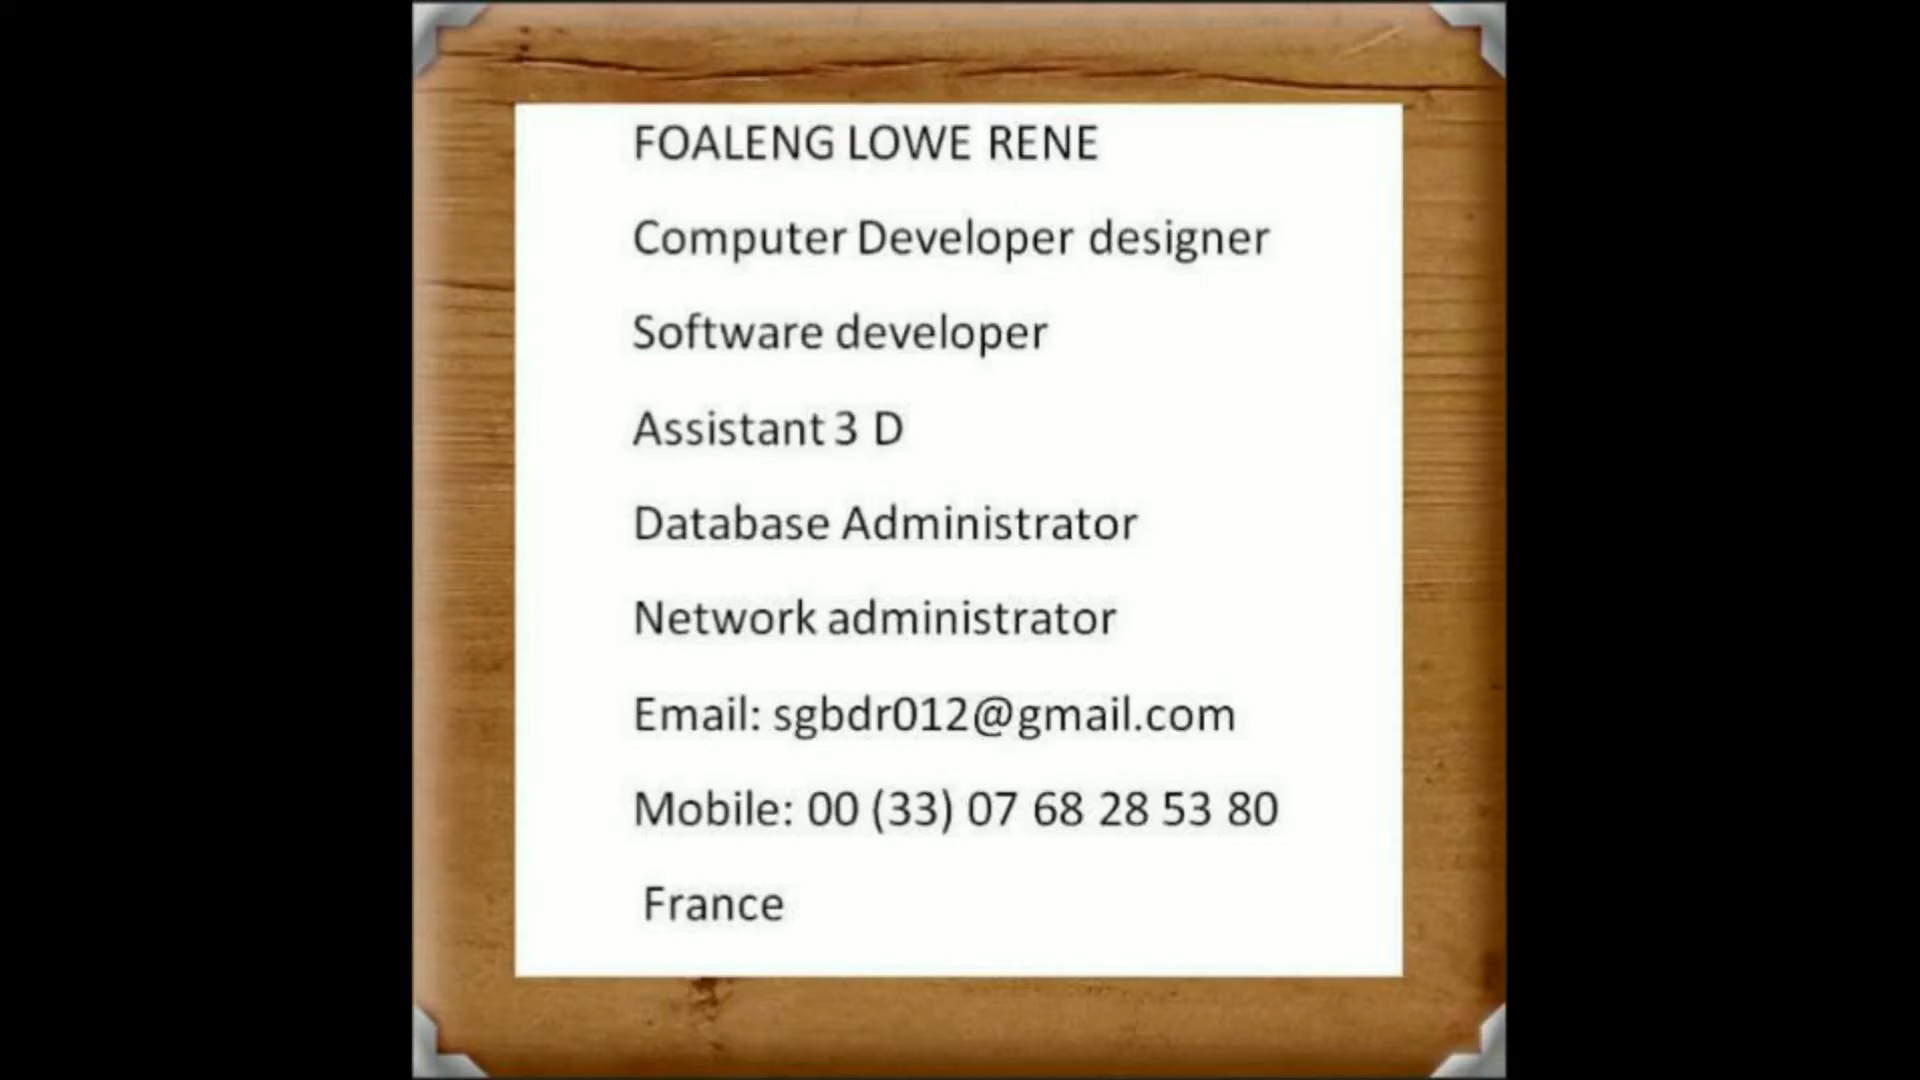 FOALENG LOWE RENE
Computer Developer designer
Software developer
Assistant 3 D
Database Administrator
Network administrator
Email: sgbdr012@gmail.com
Mobile: 00 (33) 07 68 28 53 80
France